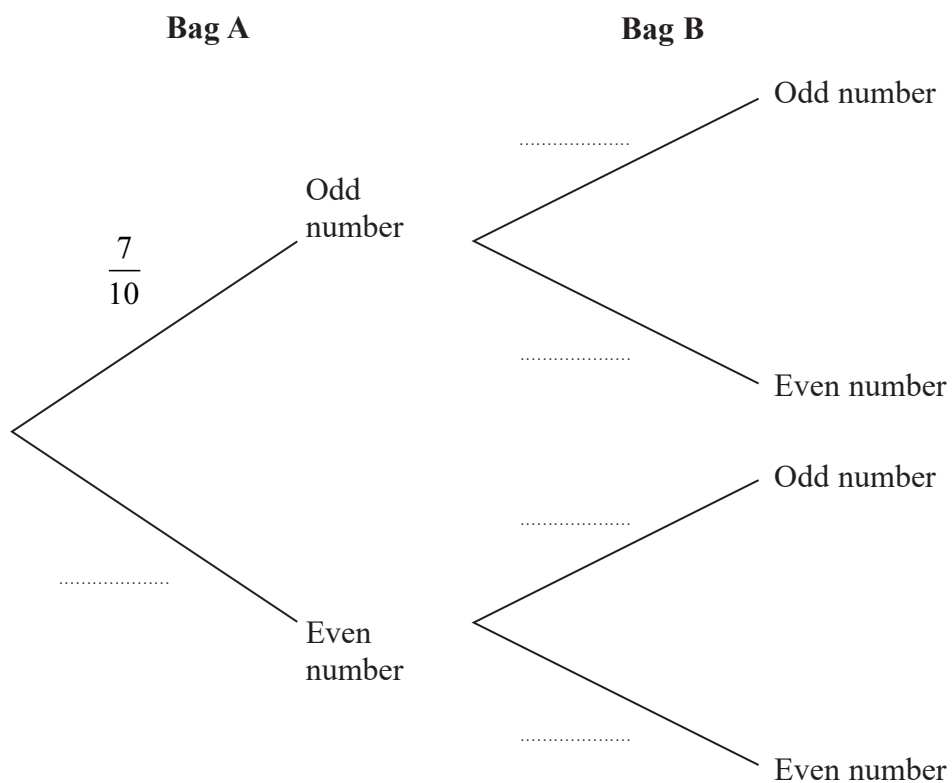 Bag A
Bag B
Odd number
Odd
number
7
10
Even number
Odd number
Even
number
Even number